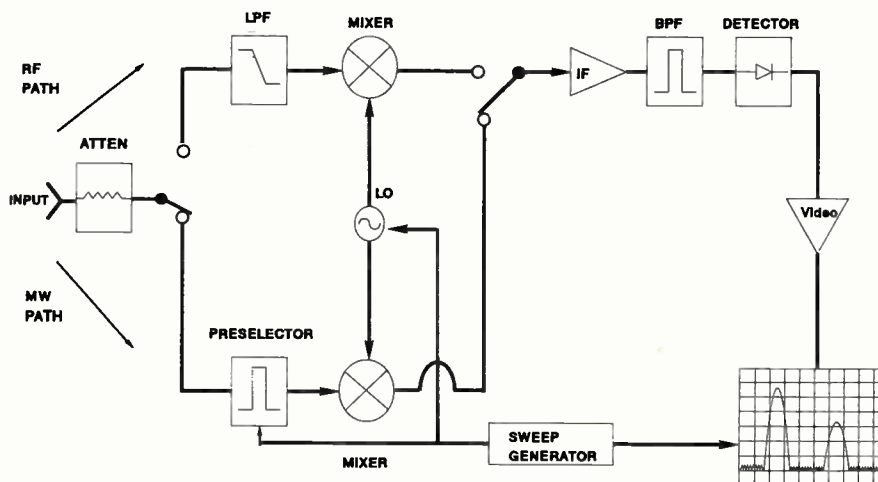 LPF
MIXER
BPF
DETECTOR
RF
PATH
IF
ATTEN
INPUT
LO
Video
MW
PATH
PRESELECTOR
SWEEP
GENERATOR
MIXER